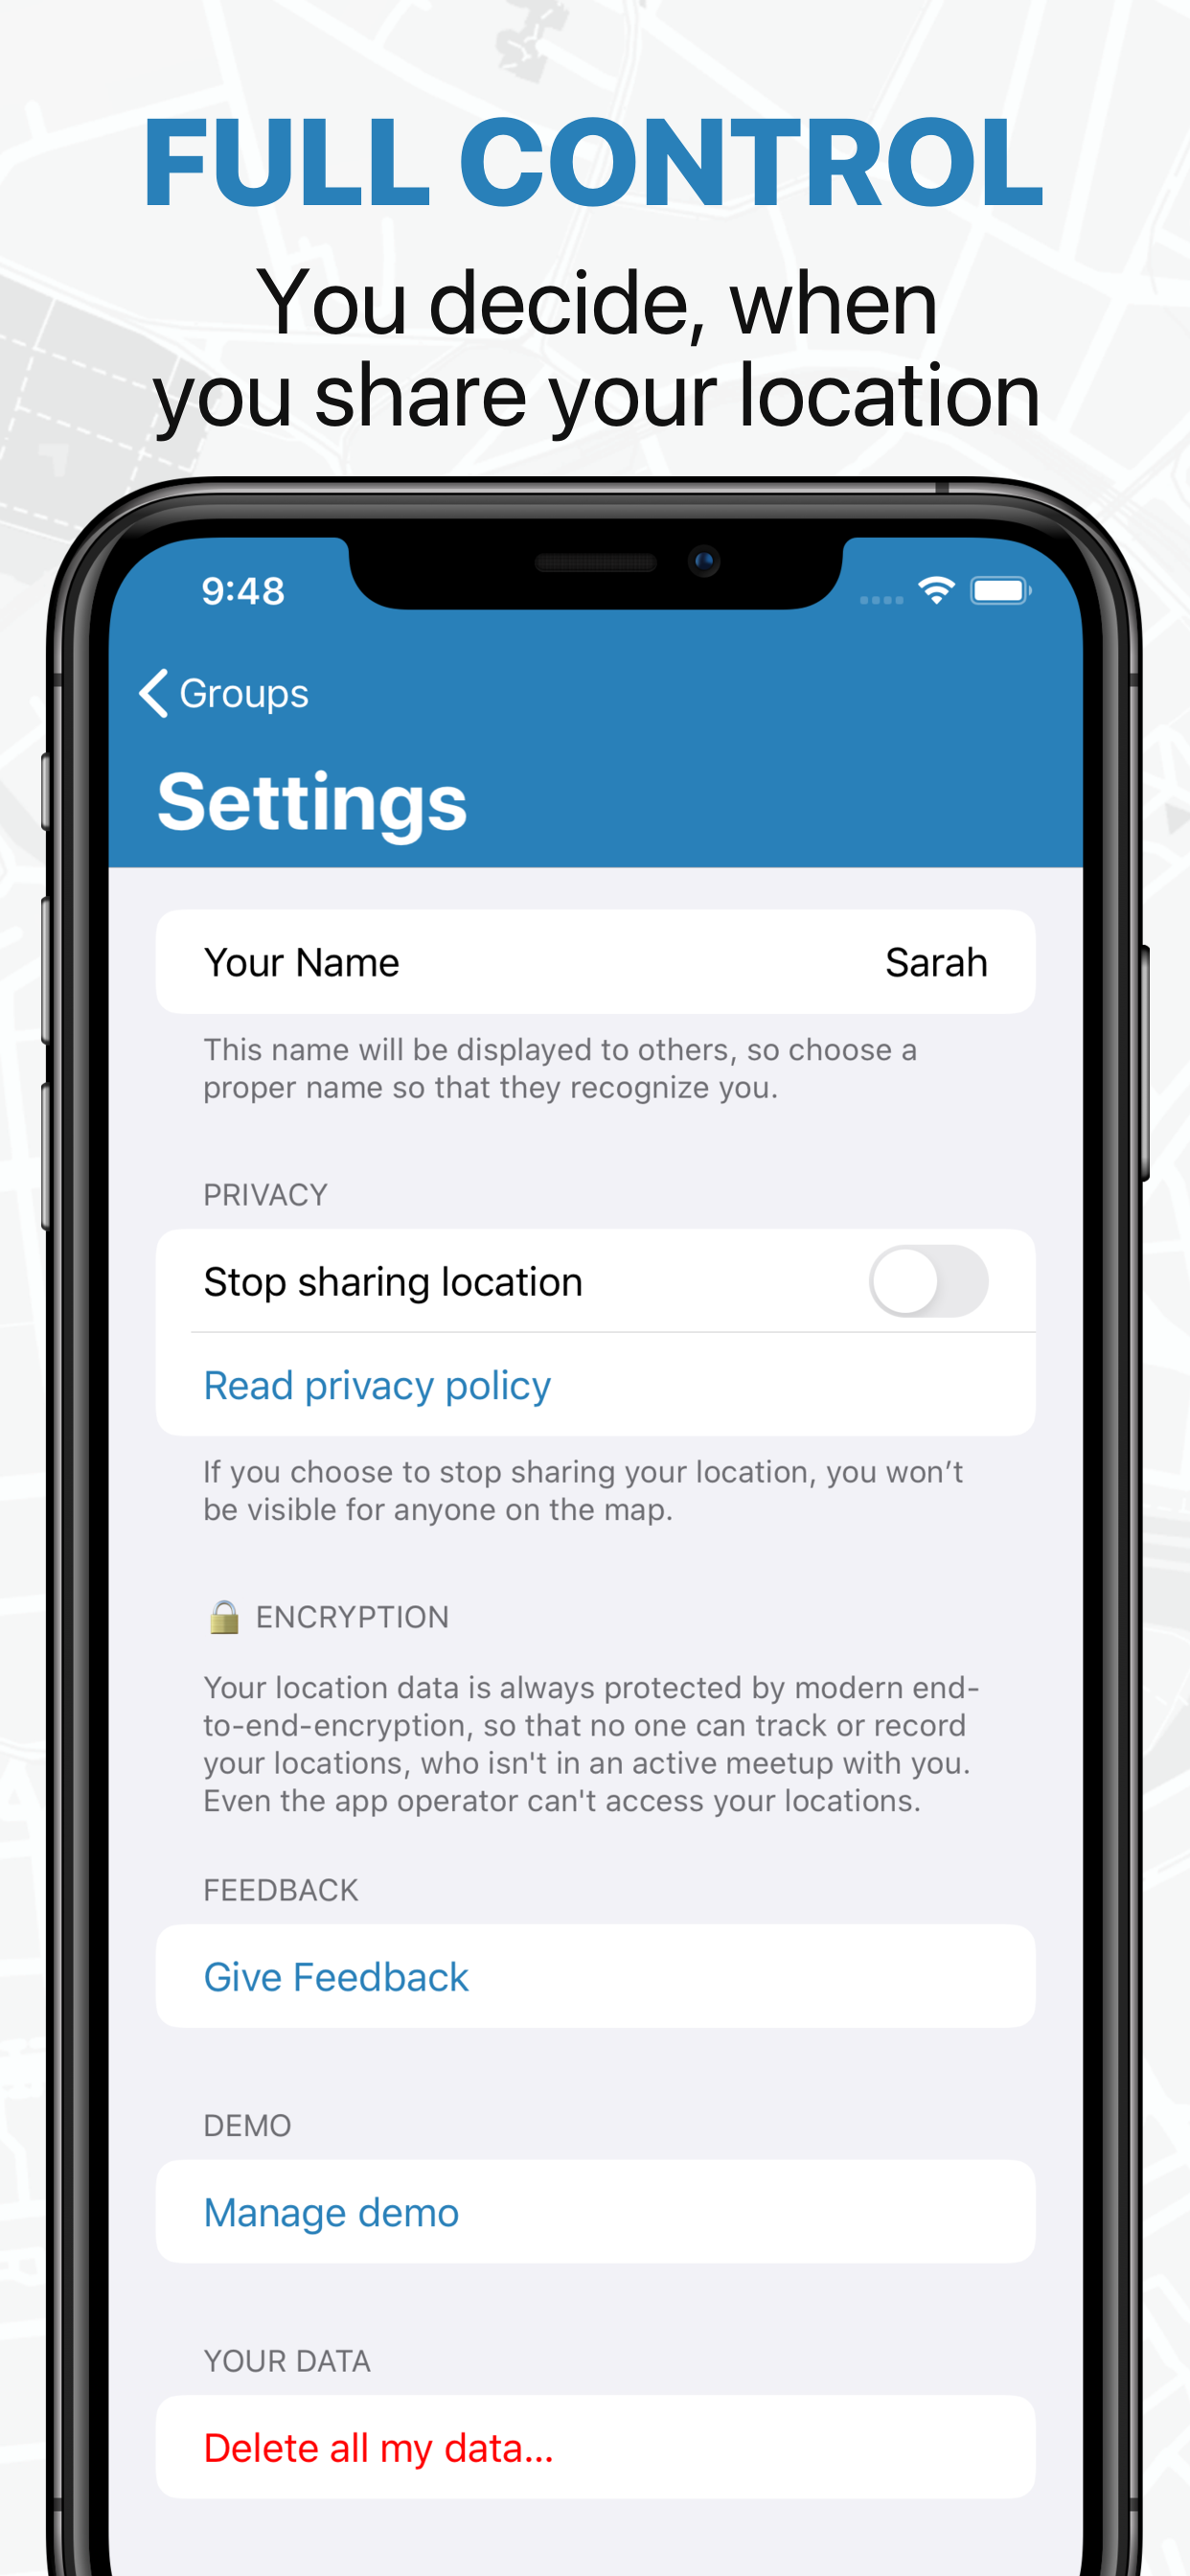 FULL CONTROL
You decide, when
you share your location
9:48
Groups
Settings
Your Name
Sarah
This name will be displayed to others, so choose a
proper name so that they recognize you.
PRIVACY
Stop sharing location
Read privacy policy
If you choose to stop sharing your location, you won’t
be visible for anyone on the map.
🔒 ENCRYPTION
Your location data is always protected by modern end-
to-end-encryption, so that no one can track or record
your locations, who isn't in an active meetup with you.
Even the app operator can't access your locations.
FEEDBACK
Give Feedback
DEMO
Manage demo
YOUR DATA
Delete all my data...